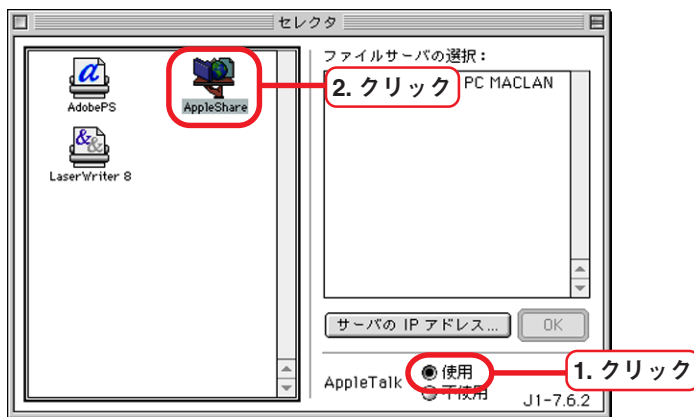 セレクタ
AdobePS
AppleShare
LaserWriter 8
ファイルサーバの選択：
2. クリック
PC MACLAN
サーバの IP アドレス...
OK
AppleTalk
使用
不使用
1. クリック
J1-7.6.2